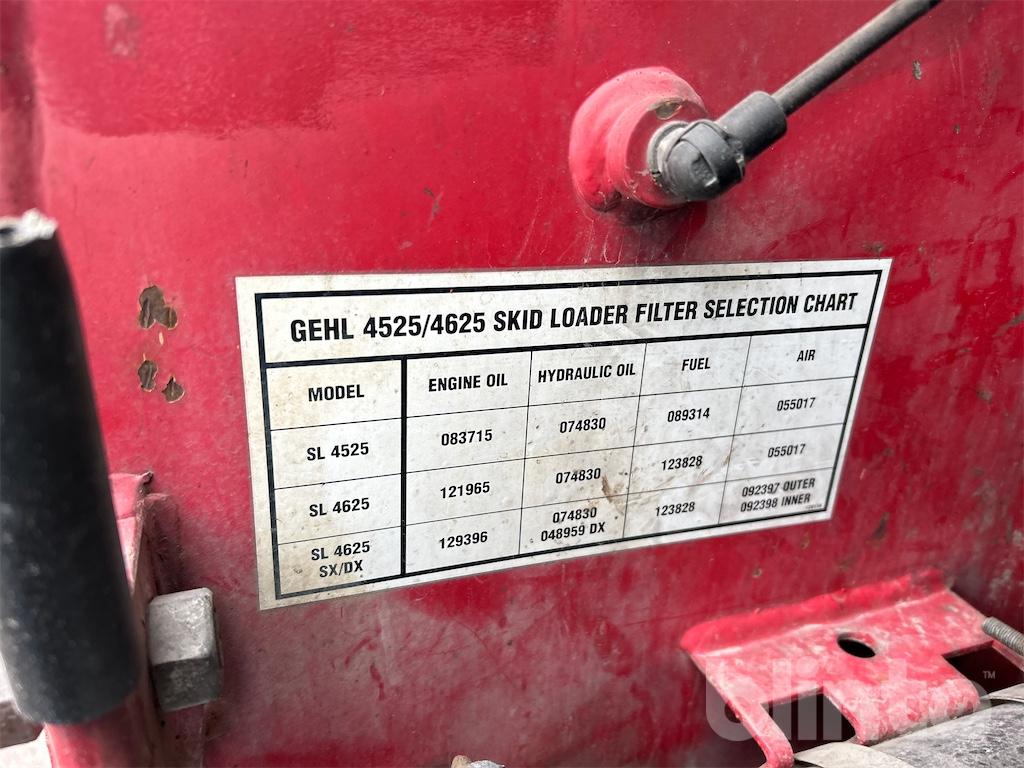 GEHL 4525/4625 SKID LOADER FILTER SELECTION CHART
MODEL ENGINE OIL HYDRAULIC OIL FUEL AIR
SL 4525 083715 074830 089314 055017
SL 4625 121965 074830 123828 055017
SL 4625 129396 074830 123828 092397 OUTER
SX/DX 048959 DX 092398 INNER
blinto™